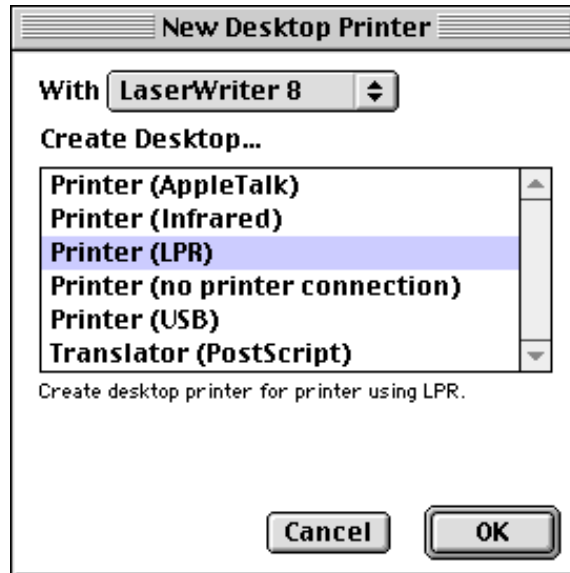 New Desktop Printer
With LaserWriter 8
Create Desktop...
Printer (AppleTalk)
Printer (Infrared)
Printer (LPR)
Printer (no printer connection)
Printer (USB)
Translator (PostScript)
Create desktop printer for printer using LPR.
Cancel OK